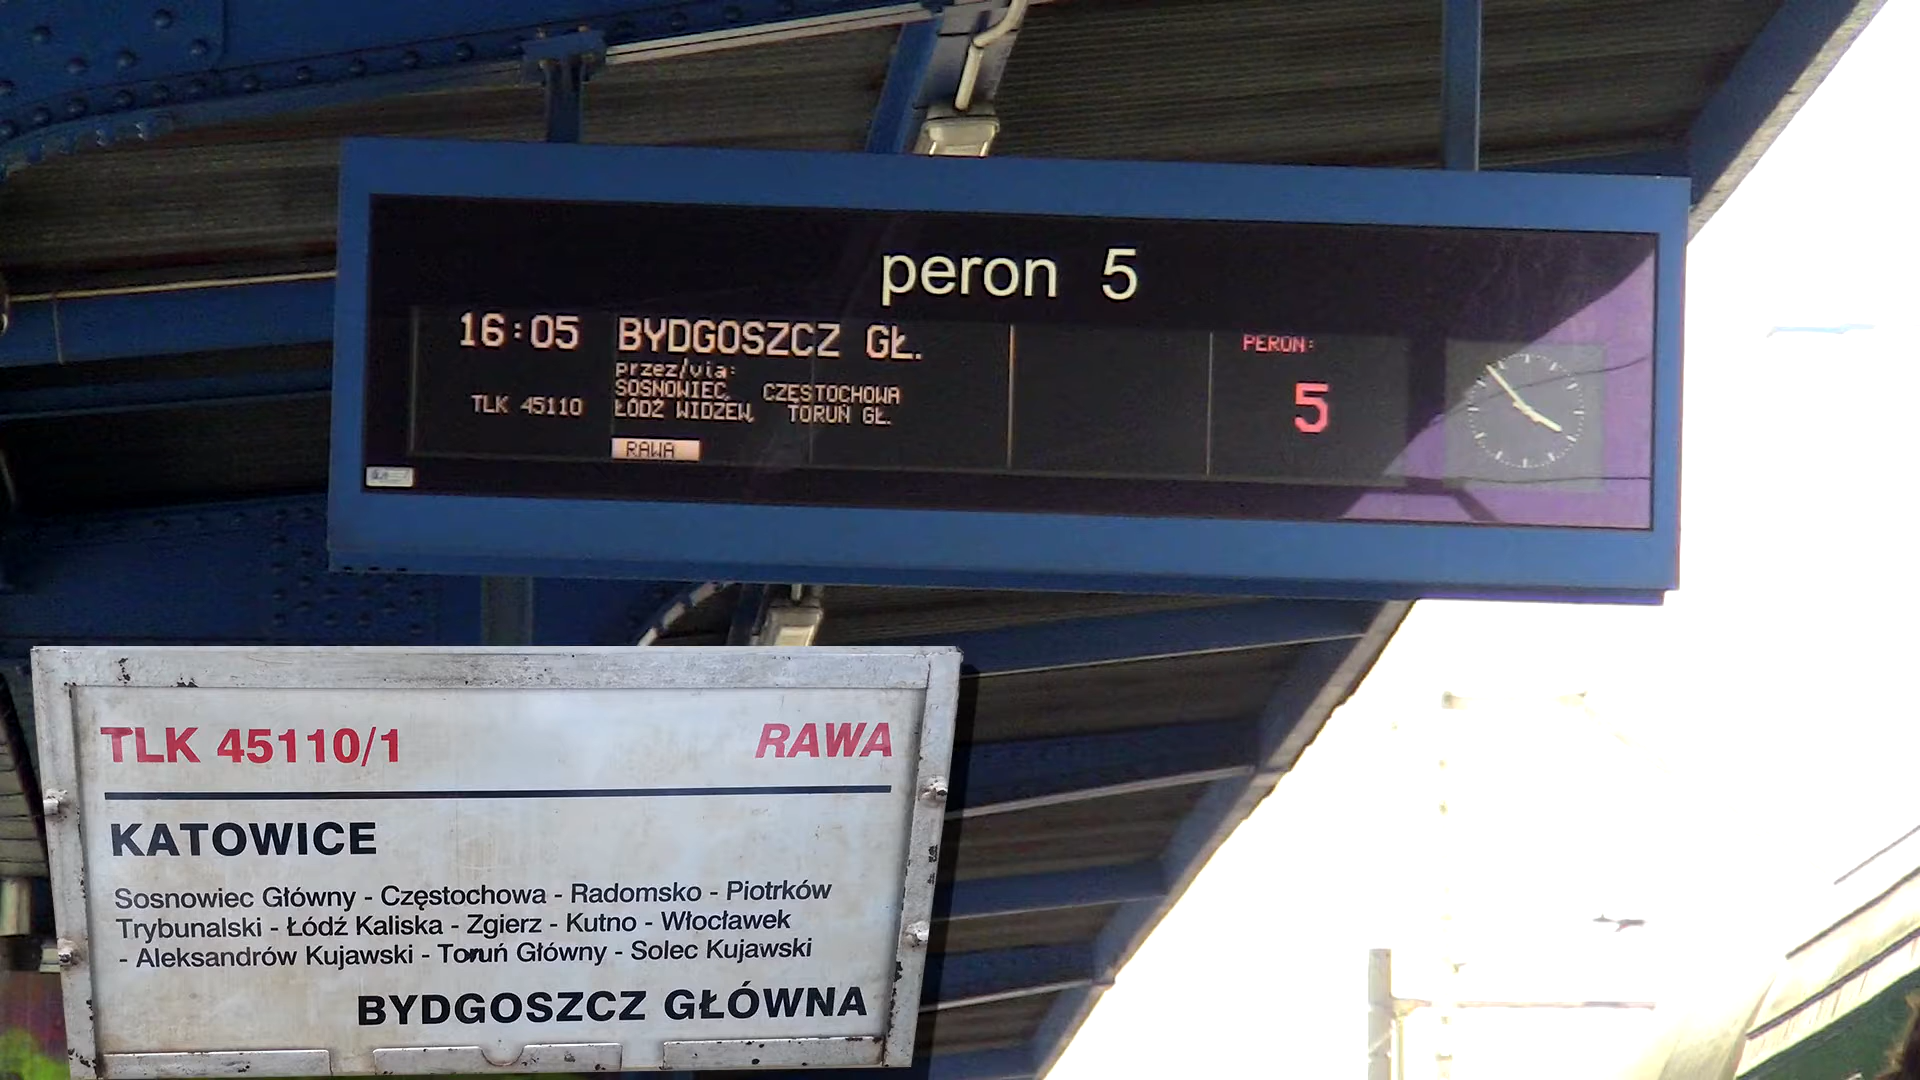 peron 5
16:05 BYDGOSZCZ GŁ. PERON:
przez/via:
SOSNOWIEC, CZĘSTOCHOWA
TLK 45110 ŁÓDŹ WIDZEW, TORUŃ GŁ. 5
RAWA
TLK 45110/1 RAWA
KATOWICE
Sosnowiec Główny - Częstochowa - Radomsko - Piotrków
Trybunalski - Łódź Kaliska - Zgierz - Kutno - Włocławek
- Aleksandrów Kujawski - Toruń Główny - Solec Kujawski
BYDGOSZCZ GŁÓWNA